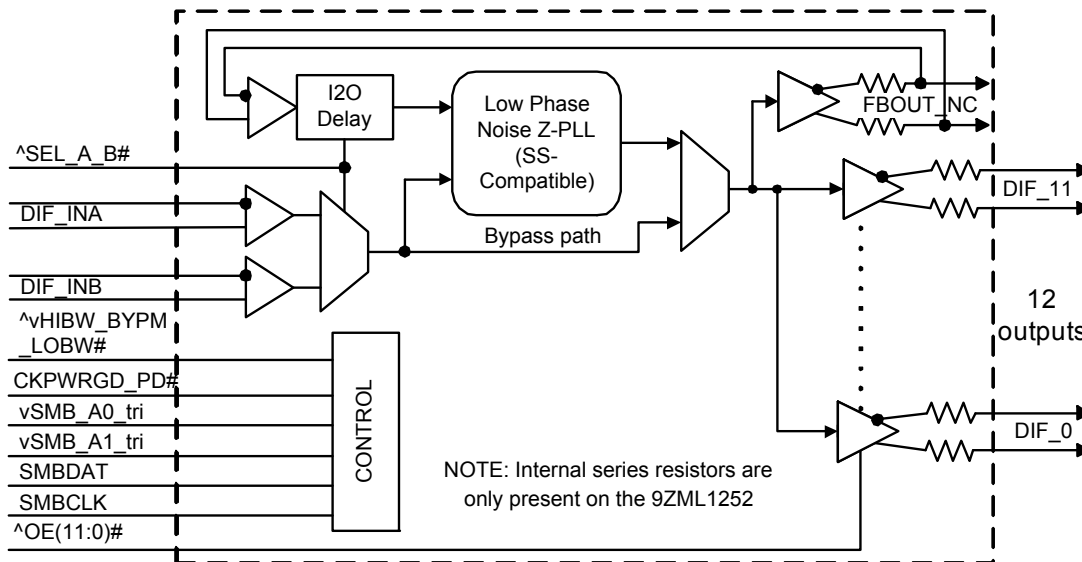 I2O
Delay
Low Phase
Noise Z-PLL
(SS-
Compatible)
FBOUT_NC
^SEL_A_B#
DIF_INA
DIF_11
Bypass path
DIF_INB
12
outputs
^vHIBW_BYPM
_LOBW#
CKPWRGD_PD#
vSMB_A0_tri
vSMB_A1_tri
SMBDAT
SMBCLK
^OE(11:0)#
CONTROL
DIF_0
NOTE: Internal series resistors are
only present on the 9ZML1252